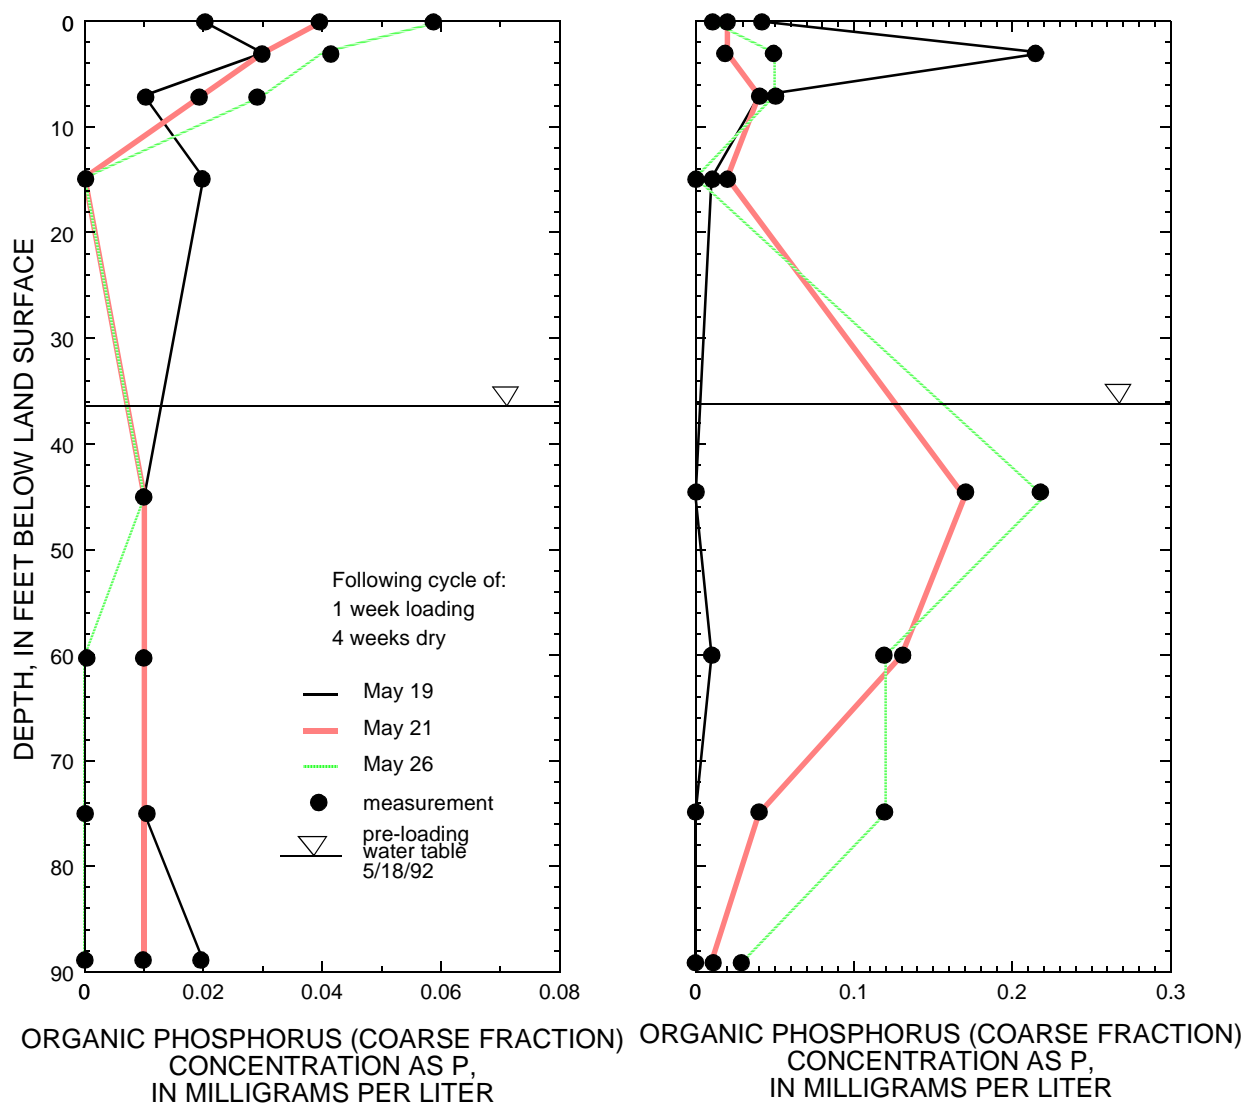 DEPTH, IN FEET BELOW LAND SURFACE
0
10
20
30
40
50
60
70
80
90
Following cycle of:
1 week loading
4 weeks dry
May 19
May 21
May 26
measurement
pre-loading
water table
5/18/92
0
0.02
0.04
0.06
0.08
ORGANIC PHOSPHORUS (COARSE FRACTION)
CONCENTRATION AS P,
IN MILLIGRAMS PER LITER
0
0.1
0.2
0.3
ORGANIC PHOSPHORUS (COARSE FRACTION)
CONCENTRATION AS P,
IN MILLIGRAMS PER LITER